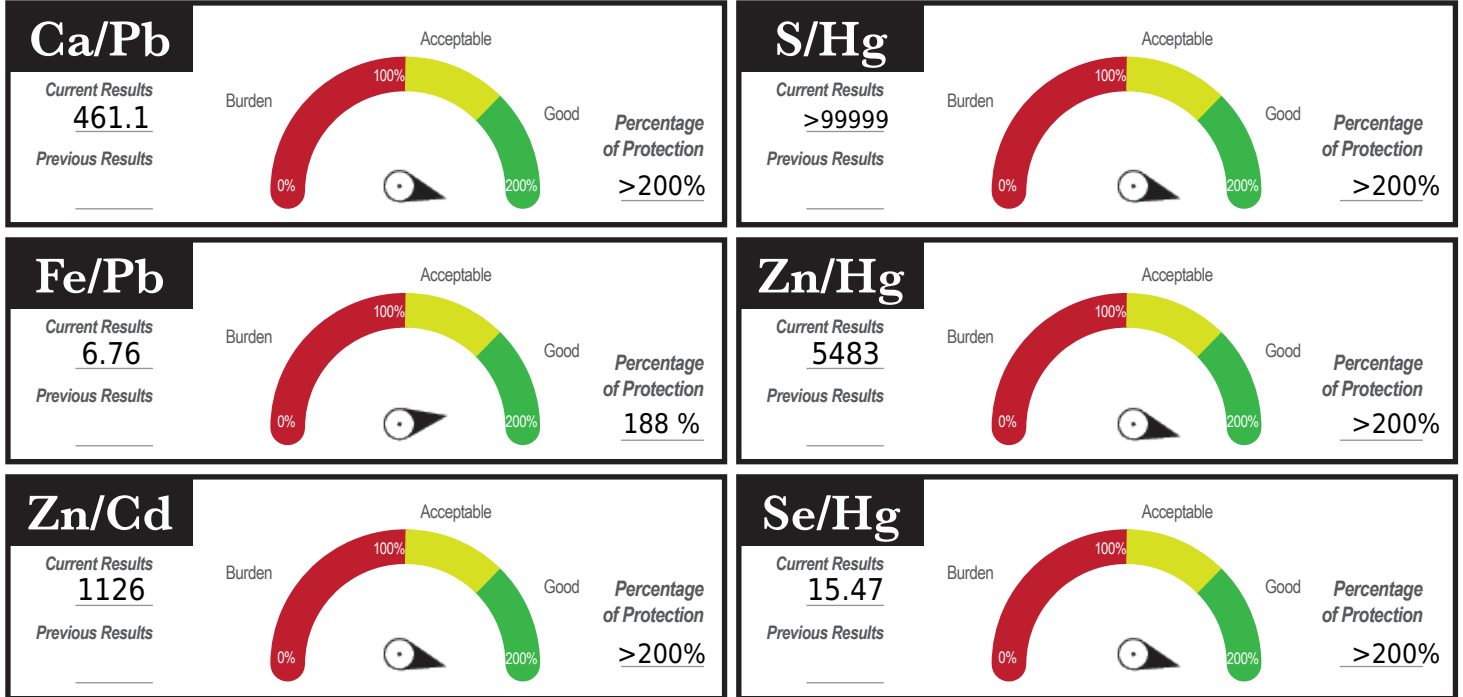 Ca/Pb
Current Results
461.1
Previous Results
Burden
Acceptable
Good
0%
100%
200%
Percentage
of Protection
>200%
S/Hg
Current Results
>99999
Previous Results
Burden
Acceptable
Good
0%
100%
200%
Percentage
of Protection
>200%
Fe/Pb
Current Results
6.76
Previous Results
Burden
Acceptable
Good
0%
100%
200%
Percentage
of Protection
188 %
Zn/Hg
Current Results
5483
Previous Results
Burden
Acceptable
Good
0%
100%
200%
Percentage
of Protection
>200%
Zn/Cd
Current Results
1126
Previous Results
Burden
Acceptable
Good
0%
100%
200%
Percentage
of Protection
>200%
Se/Hg
Current Results
15.47
Previous Results
Burden
Acceptable
Good
0%
100%
200%
Percentage
of Protection
>200%